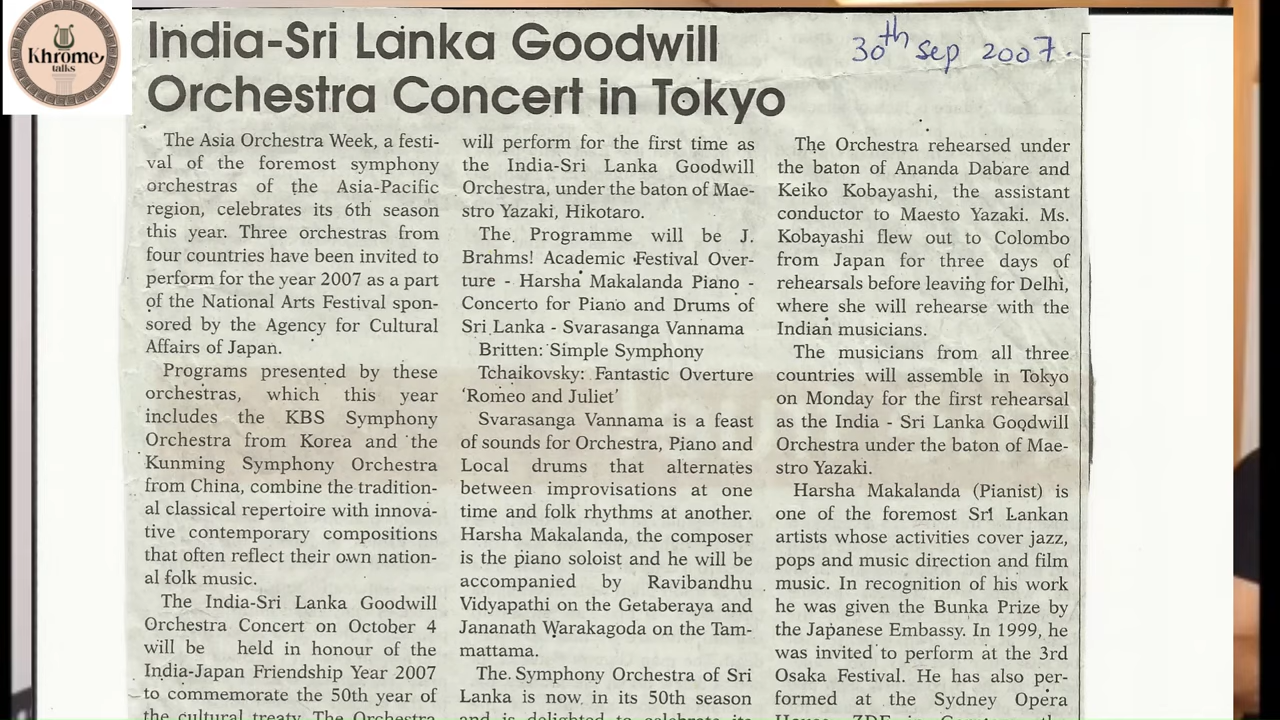 Khrome
talks
India-Sri Lanka Goodwill
Orchestra Concert in Tokyo
30th sep 2007.
The Asia Orchestra Week, a festi-
val of the foremost symphony
orchestras of the Asia-Pacific
region, celebrates its 6th season
this year. Three orchestras from
four countries have been invited to
perform for the year 2007 as a part
of the National Arts Festival spon-
sored by the Agency for Cultural
Affairs of Japan.
Programs presented by these
orchestras, which this year
includes the KBS Symphony
Orchestra from Korea and the
Kunming Symphony Orchestra
from China, combine the tradition-
al classical repertoire with innova-
tive contemporary compositions
that often reflect their own nation-
al folk music.
The India-Sri Lanka Goodwill
Orchestra Concert on October 4
will be held in honour of the
India-Japan Friendship Year 2007
to commemorate the 50th year of
the cultural treaty. The Orchestra
will perform for the first time as
the India-Sri Lanka Goodwill
Orchestra, under the baton of Mae-
stro Yazaki, Hikotaro.
The Programme will be J.
Brahms! Academic Festival Over-
ture - Harsha Makalanda Piano -
Concerto for Piano and Drums of
Sri Lanka - Svarasanga Vannama
Britten: Simple Symphony
Tchaikovsky: Fantastic Overture
'Romeo and Juliet'
Svarasanga Vannama is a feast
of sounds for Orchestra, Piano and
Local drums that alternates
between improvisations at one
time and folk rhythms at another.
Harsha Makalanda, the composer
is the piano soloist and he will be
accompanied by Ravibandhu
Vidyapathi on the Getaberaya and
Jananath Warakagoda on the Tam-
mattama.
The Symphony Orchestra of Sri
Lanka is now in its 50th season
and is delighted to celebrate its
The Orchestra rehearsed under
the baton of Ananda Dabare and
Keiko Kobayashi, the assistant
conductor to Maesto Yazaki. Ms.
Kobayashi flew out to Colombo
from Japan for three days of
rehearsals before leaving for Delhi,
where she will rehearse with the
Indian musicians.
The musicians from all three
countries will assemble in Tokyo
on Monday for the first rehearsal
as the India - Sri Lanka Goodwill
Orchestra under the baton of Mae-
stro Yazaki.
Harsha Makalanda (Pianist) is
one of the foremost Sri Lankan
artists whose activities cover jazz,
pops and music direction and film
music. In recognition of his work
he was given the Bunka Prize by
the Japanese Embassy. In 1999, he
was invited to perform at the 3rd
Osaka Festival. He has also per-
formed at the Sydney Opera
House, ZDF in Germany, the